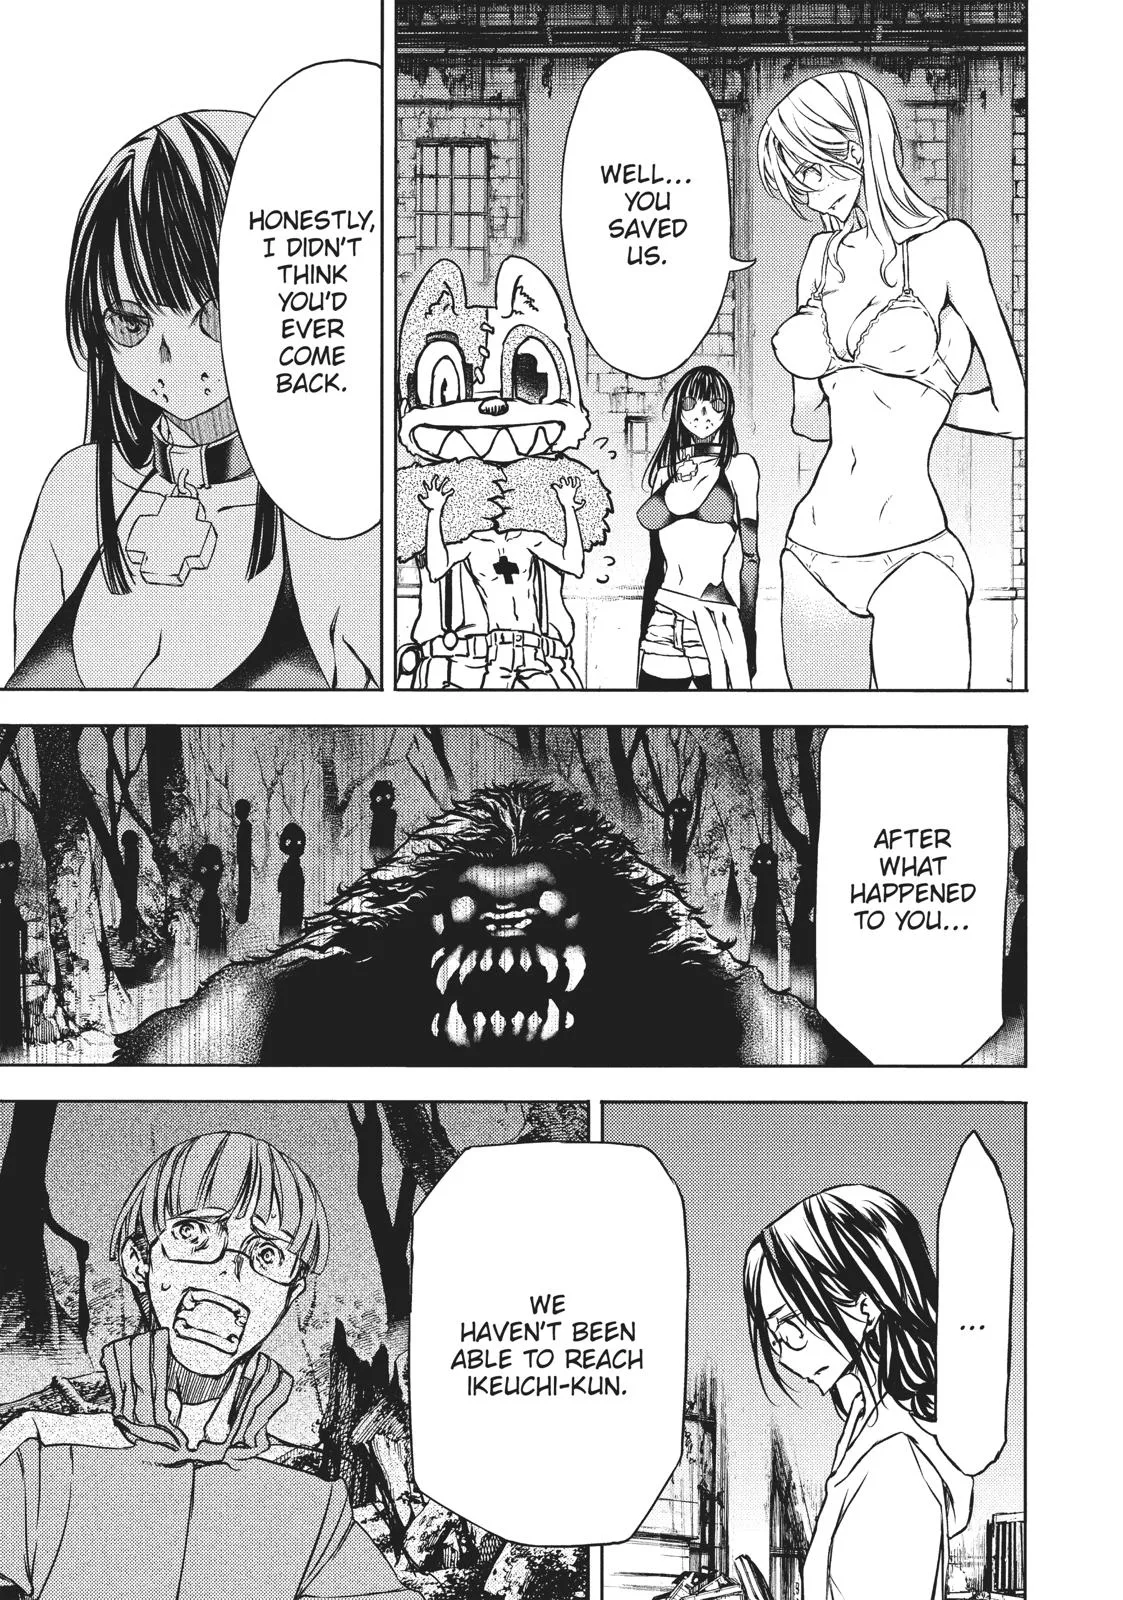 WELL...
YOU
SAVED
US.
HONESTLY,
I DIDN'T
THINK
YOU'D
EVER
COME
BACK.
AFTER
WHAT
HAPPENED
TO YOU...
...
WE
HAVEN'T BEEN
ABLE TO REACH
IKEUCHI-KUN.